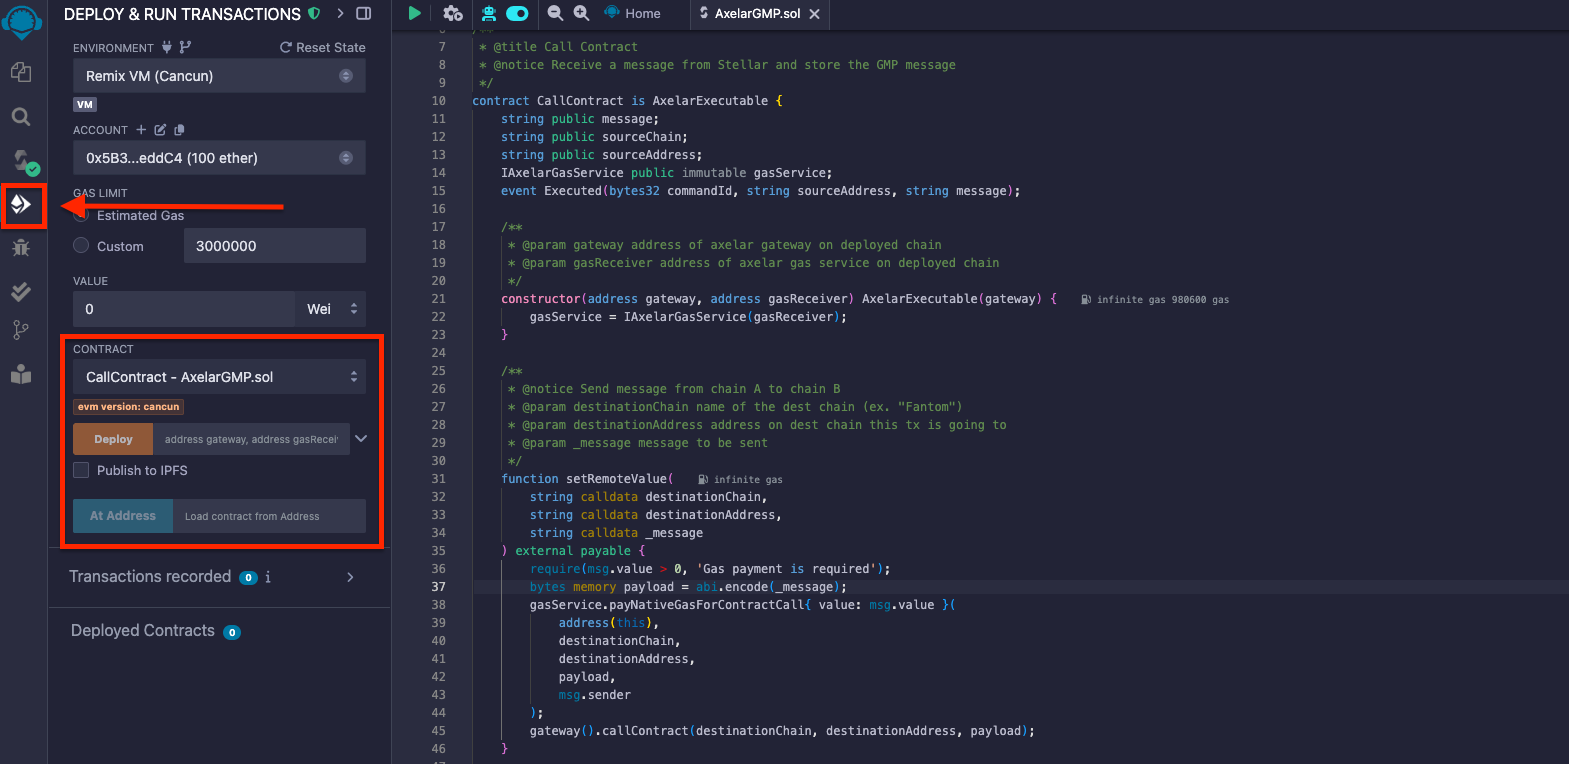 DEPLOY & RUN TRANSACTIONS
ENVIRONMENT
Reset State
Remix VM (Cancun)
VM
ACCOUNT
0x5B3...eddC4 (100 ether)
GAS LIMIT
Estimated Gas
Custom
3000000
VALUE
0
Wei
CONTRACT
CallContract - AxelarGMP.sol
evm version: cancun
Deploy
address gateway, address gasRecei
Publish to IPFS
At Address
Load contract from Address
Transactions recorded 0 i
Deployed Contracts 0
Home
AxelarGMP.sol
6 /**
7 * @title Call Contract
8 * @notice Receive a message from Stellar and store the GMP message
9 */
10 contract CallContract is AxelarExecutable {
11 string public message;
12 string public sourceChain;
13 string public sourceAddress;
14 IAxelarGasService public immutable gasService;
15 event Executed(bytes32 commandId, string sourceAddress, string message);
16
17 /**
18 * @param gateway address of axelar gateway on deployed chain
19 * @param gasReceiver address of axelar gas service on deployed chain
20 */
21 constructor(address gateway, address gasReceiver) AxelarExecutable(gateway) { infinite gas 980600 gas
22 gasService = IAxelarGasService(gasReceiver);
23 }
24
25 /**
26 * @notice Send message from chain A to chain B
27 * @param destinationChain name of the dest chain (ex. "Fantom")
28 * @param destinationAddress address on dest chain this tx is going to
29 * @param _message message to be sent
30 */
31 function setRemoteValue( infinite gas
32 string calldata destinationChain,
33 string calldata destinationAddress,
34 string calldata _message
35 ) external payable {
36 require(msg.value > 0, 'Gas payment is required');
37 bytes memory payload = abi.encode(_message);
38 gasService.payNativeGasForContractCall{ value: msg.value }(
39 address(this),
40 destinationChain,
41 destinationAddress,
42 payload,
43 msg.sender
44 );
45 gateway().callContract(destinationChain, destinationAddress, payload);
46 }